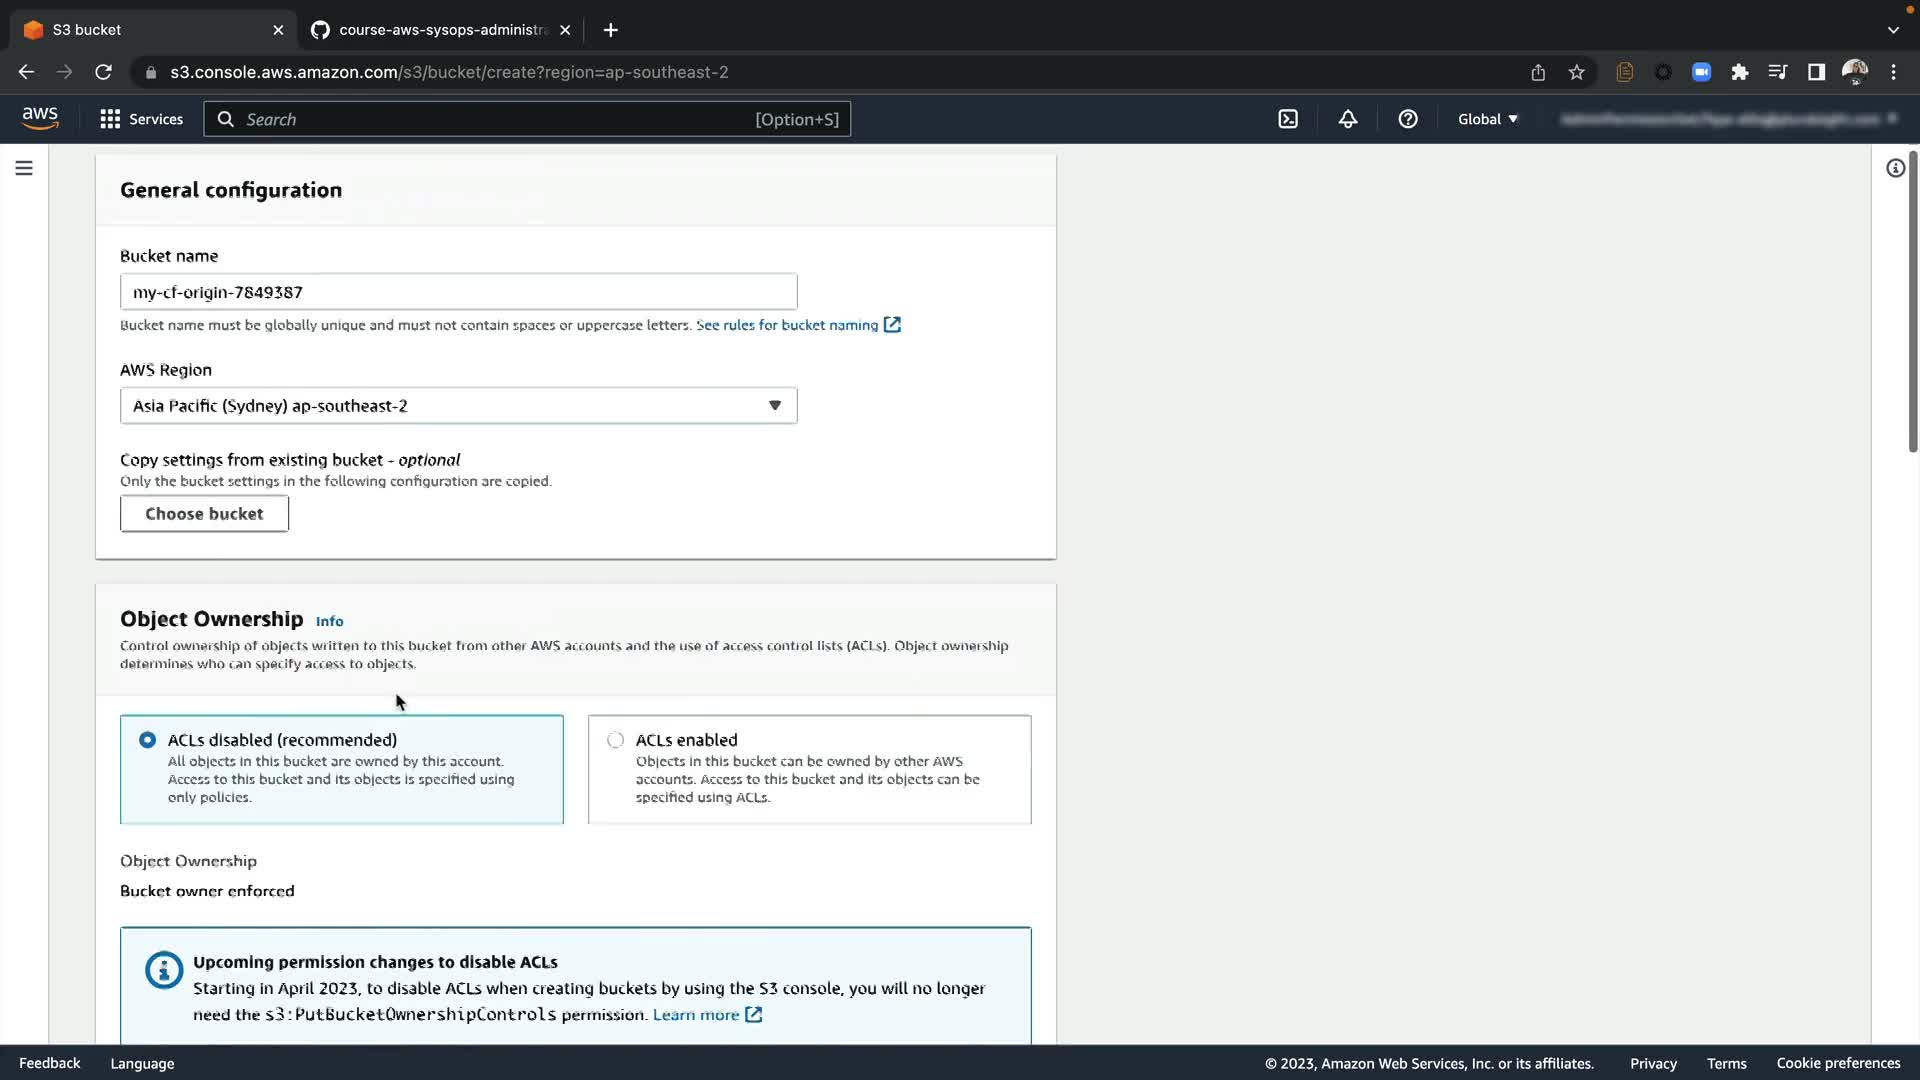 S3 bucket
course-aws-sysops-administra
s3.console.aws.amazon.com/s3/bucket/create?region=ap-southeast-2
aws
Services
Search
[Option+S]
Global
General configuration
Bucket name
my-cf-origin-7849387
Bucket name must be globally unique and must not contain spaces or uppercase letters. See rules for bucket naming
AWS Region
Asia Pacific (Sydney) ap-southeast-2
Copy settings from existing bucket - optional
Only the bucket settings in the following configuration are copied.
Choose bucket
Object Ownership Info
Control ownership of objects written to this bucket from other AWS accounts and the use of access control lists (ACLs). Object ownership
determines who can specify access to objects.
ACLs disabled (recommended)
All objects in this bucket are owned by this account.
Access to this bucket and its objects is specified using
only policies.
ACLs enabled
Objects in this bucket can be owned by other AWS
accounts. Access to this bucket and its objects can be
specified using ACLs.
Object Ownership
Bucket owner enforced
Upcoming permission changes to disable ACLs
Starting in April 2023, to disable ACLs when creating buckets by using the S3 console, you will no longer
need the s3:PutBucketOwnershipControls permission. Learn more
Feedback
Language
© 2023, Amazon Web Services, Inc. or its affiliates.
Privacy
Terms
Cookie preferences